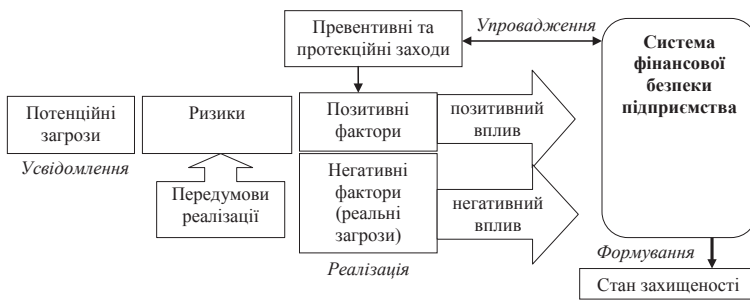 Превентивні та
протекційні заходи
Упровадження
Система
фінансової
безпеки
підприємства
Потенційні
загрози
Ризики
Позитивні
фактори
позитивний
вплив
Усвідомлення
Передумови
реалізації
Негативні
фактори
(реальні
загрози)
негативний
вплив
Реалізація
Формування
Стан захищеності